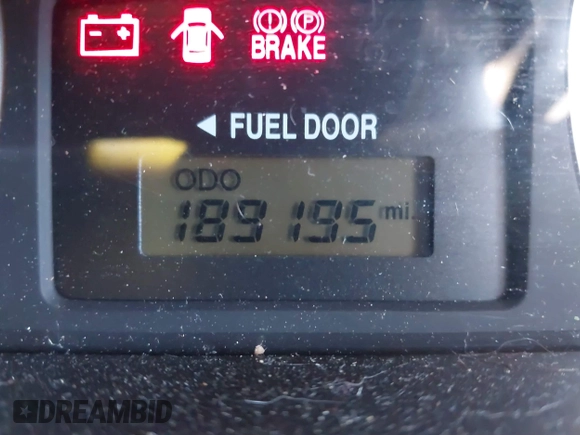 BRAKE
◄ FUEL DOOR
ODO
189195 mi.
DREAMBID